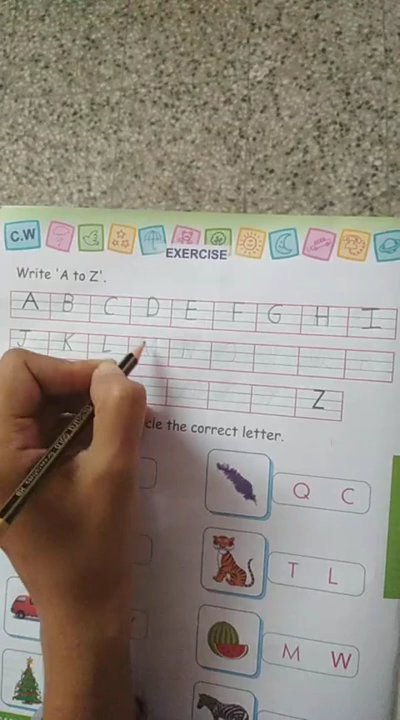 C.W
EXERCISE
Write 'A to Z'.
A B C D E F G H I
J K L
Z
cle the correct letter.
Q C
T L
M W